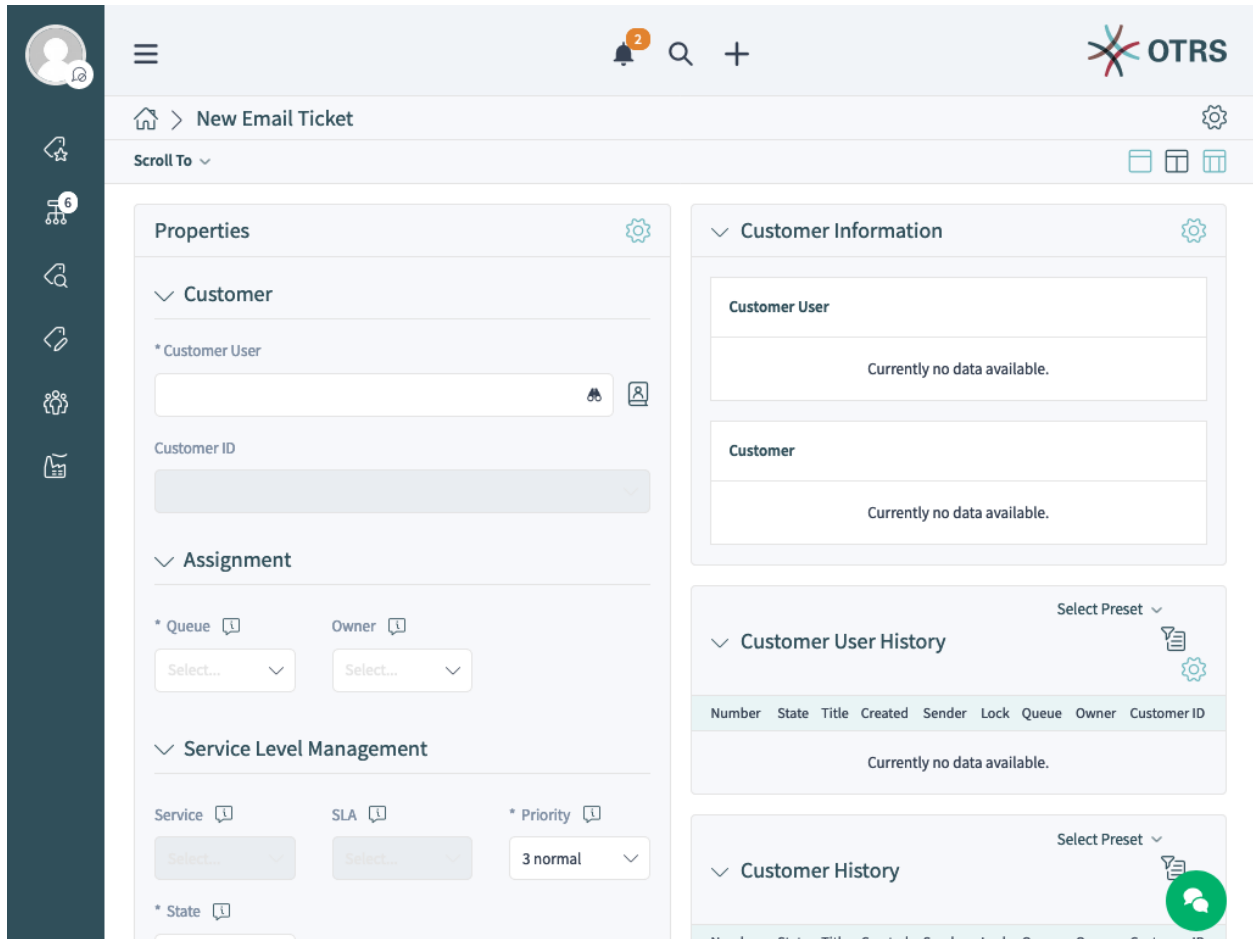 2
OTRS
New Email Ticket
Scroll To
6
Properties
Customer
* Customer User
Customer ID
Assignment
* Queue Owner
Select... Select...
Service Level Management
Service SLA * Priority
Select... Select... 3 normal
* State
Customer Information
Customer User
Currently no data available.
Customer
Currently no data available.
Select Preset
Customer User History
Number State Title Created Sender Lock Queue Owner Customer ID
Currently no data available.
Select Preset
Customer History